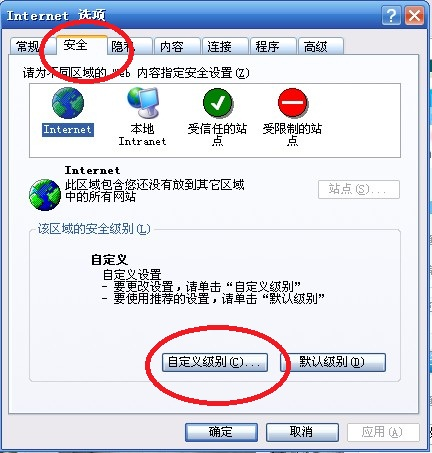 Internet 选项
常规 安全 隐私 内容 连接 程序 高级
请为不同区域的 Web 内容指定安全设置(Z)
Internet 本地 Intranet 受信任的站点 受限制的站点
Internet
此区域包含您还没有放到其它区域
中的所有网站
站点(S)...
该区域的安全级别(L)
自定义
自定义设置
- 要更改设置，请单击“自定义级别”
- 要使用推荐的设置，请单击“默认级别”
自定义级别(C)... 默认级别(D)
确定 取消 应用(A)